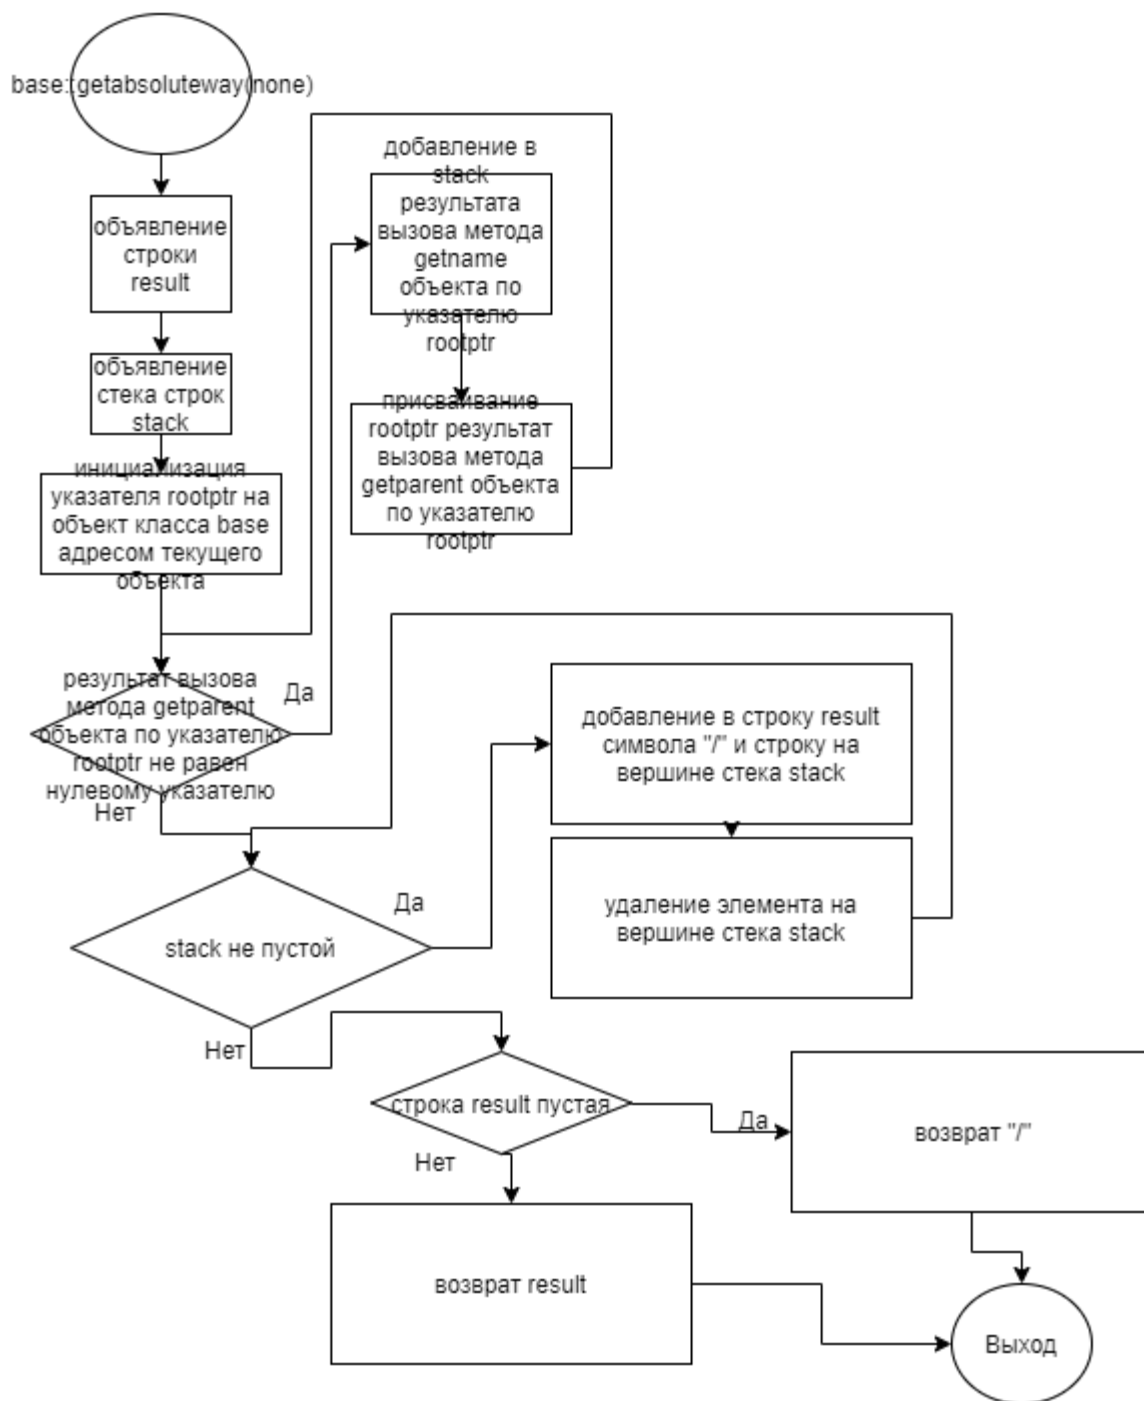 base::getabsoluteway(none)
объявление
строки
result
объявление
стека строк
stack
инициализация
указателя rootptr на
объект класса base
адресом текущего
объекта
добавление в
stack
результата
вызова метода
getname
объекта по
указателю
rootptr
присваивание
rootptr результат
вызова метода
getparent объекта
по указателю
rootptr
результат вызова
метода getparent
объекта по указателю
rootptr не равен
нулевому указателю
Да
Нет
добавление в строку result
символа "/" и строку на
вершине стека stack
удаление элемента на
вершине стека stack
stack не пустой
Да
Нет
строка result пустая
Да
Нет
возврат "/"
возврат result
Выход